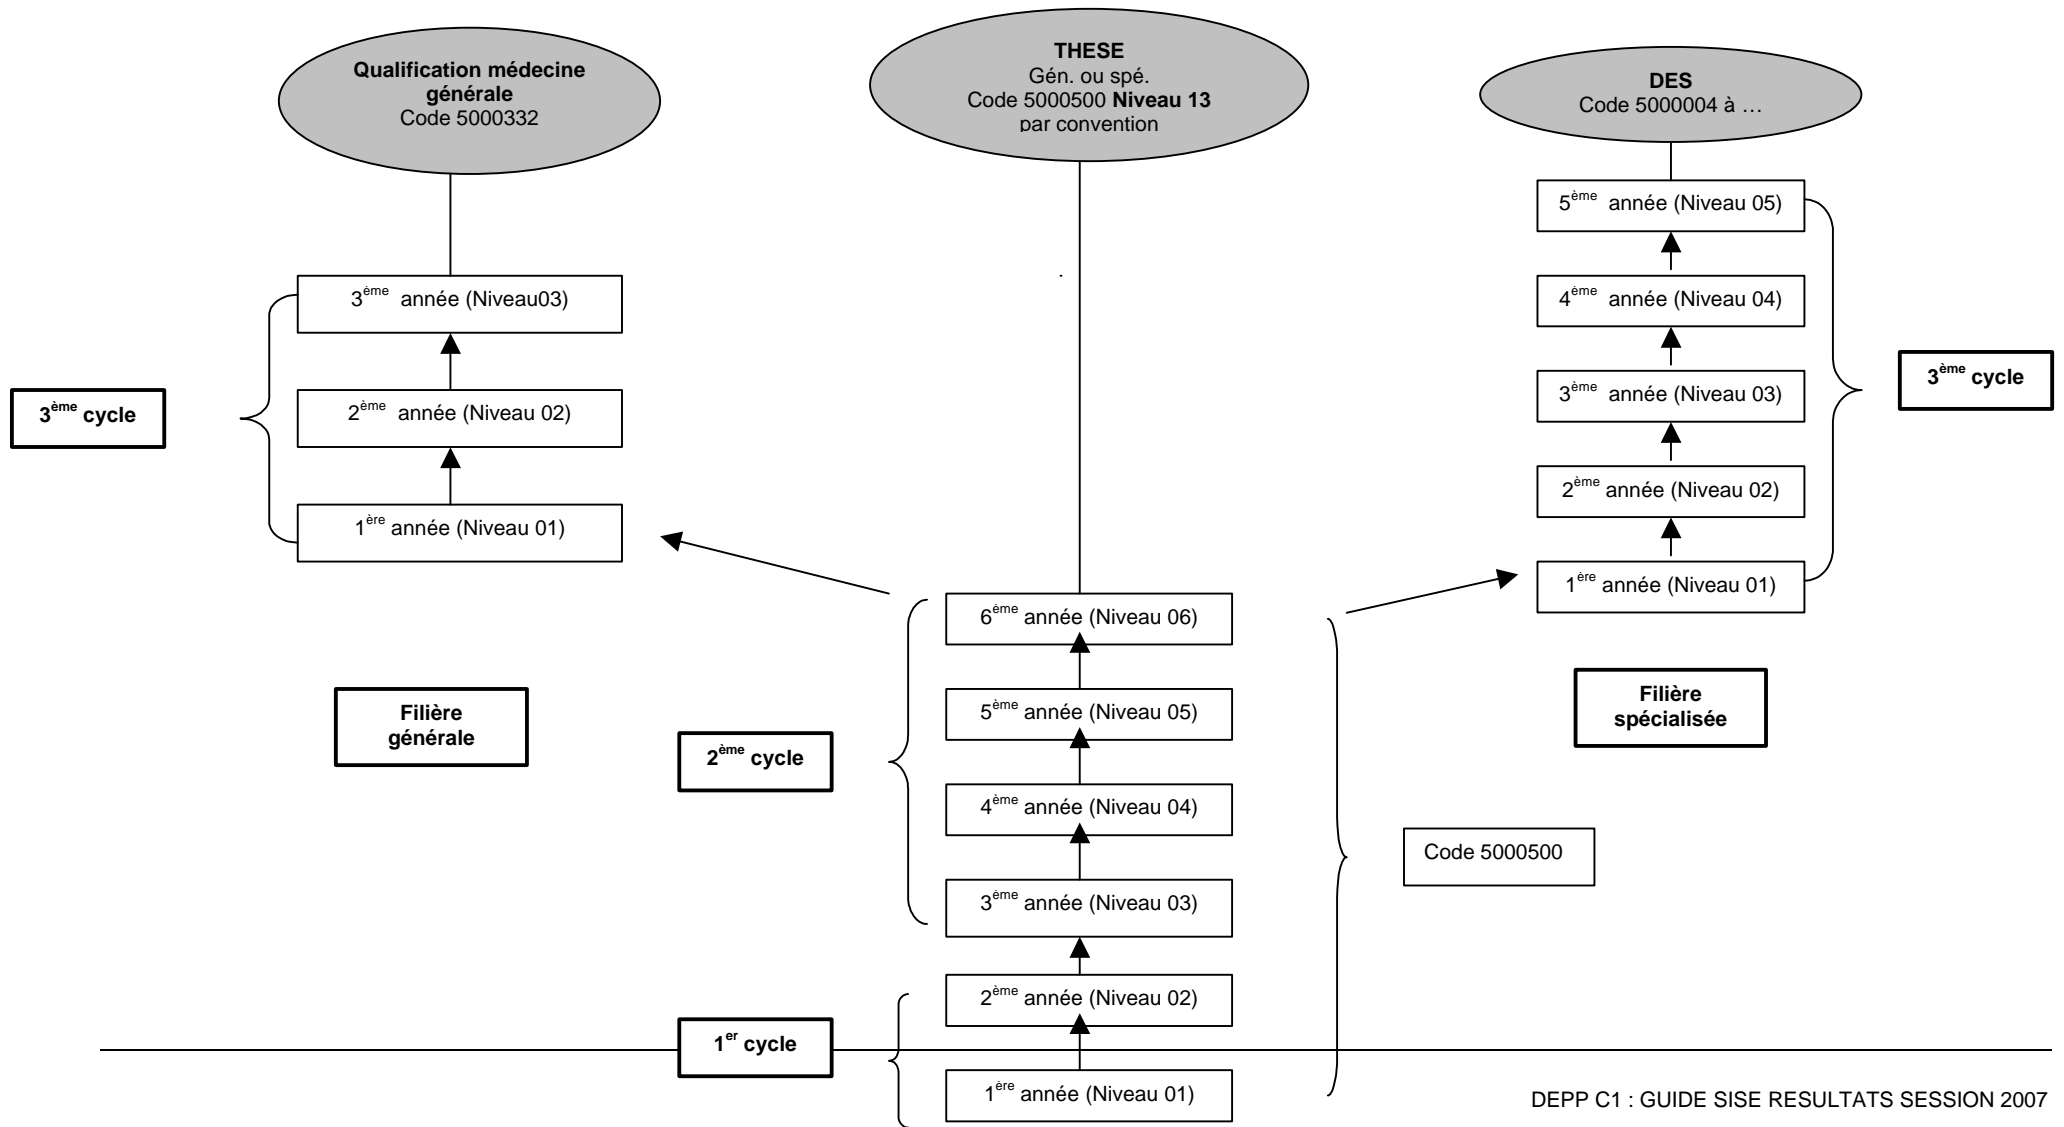 Qualification médecine
générale
Code 5000332
THESE
Gén. ou spé.
Code 5000500 Niveau 13
par convention
DES
Code 5000004 à …
3ème année (Niveau03)
2ème année (Niveau 02)
1ère année (Niveau 01)
3ème cycle
Filière
générale
6ème année (Niveau 06)
5ème année (Niveau 05)
4ème année (Niveau 04)
3ème année (Niveau 03)
2ème année (Niveau 02)
1ère année (Niveau 01)
2ème cycle
1er cycle
Code 5000500
5ème année (Niveau 05)
4ème année (Niveau 04)
3ème année (Niveau 03)
2ème année (Niveau 02)
1ère année (Niveau 01)
3ème cycle
Filière
spécialisée
DEPP C1 : GUIDE SISE RESULTATS SESSION 2007